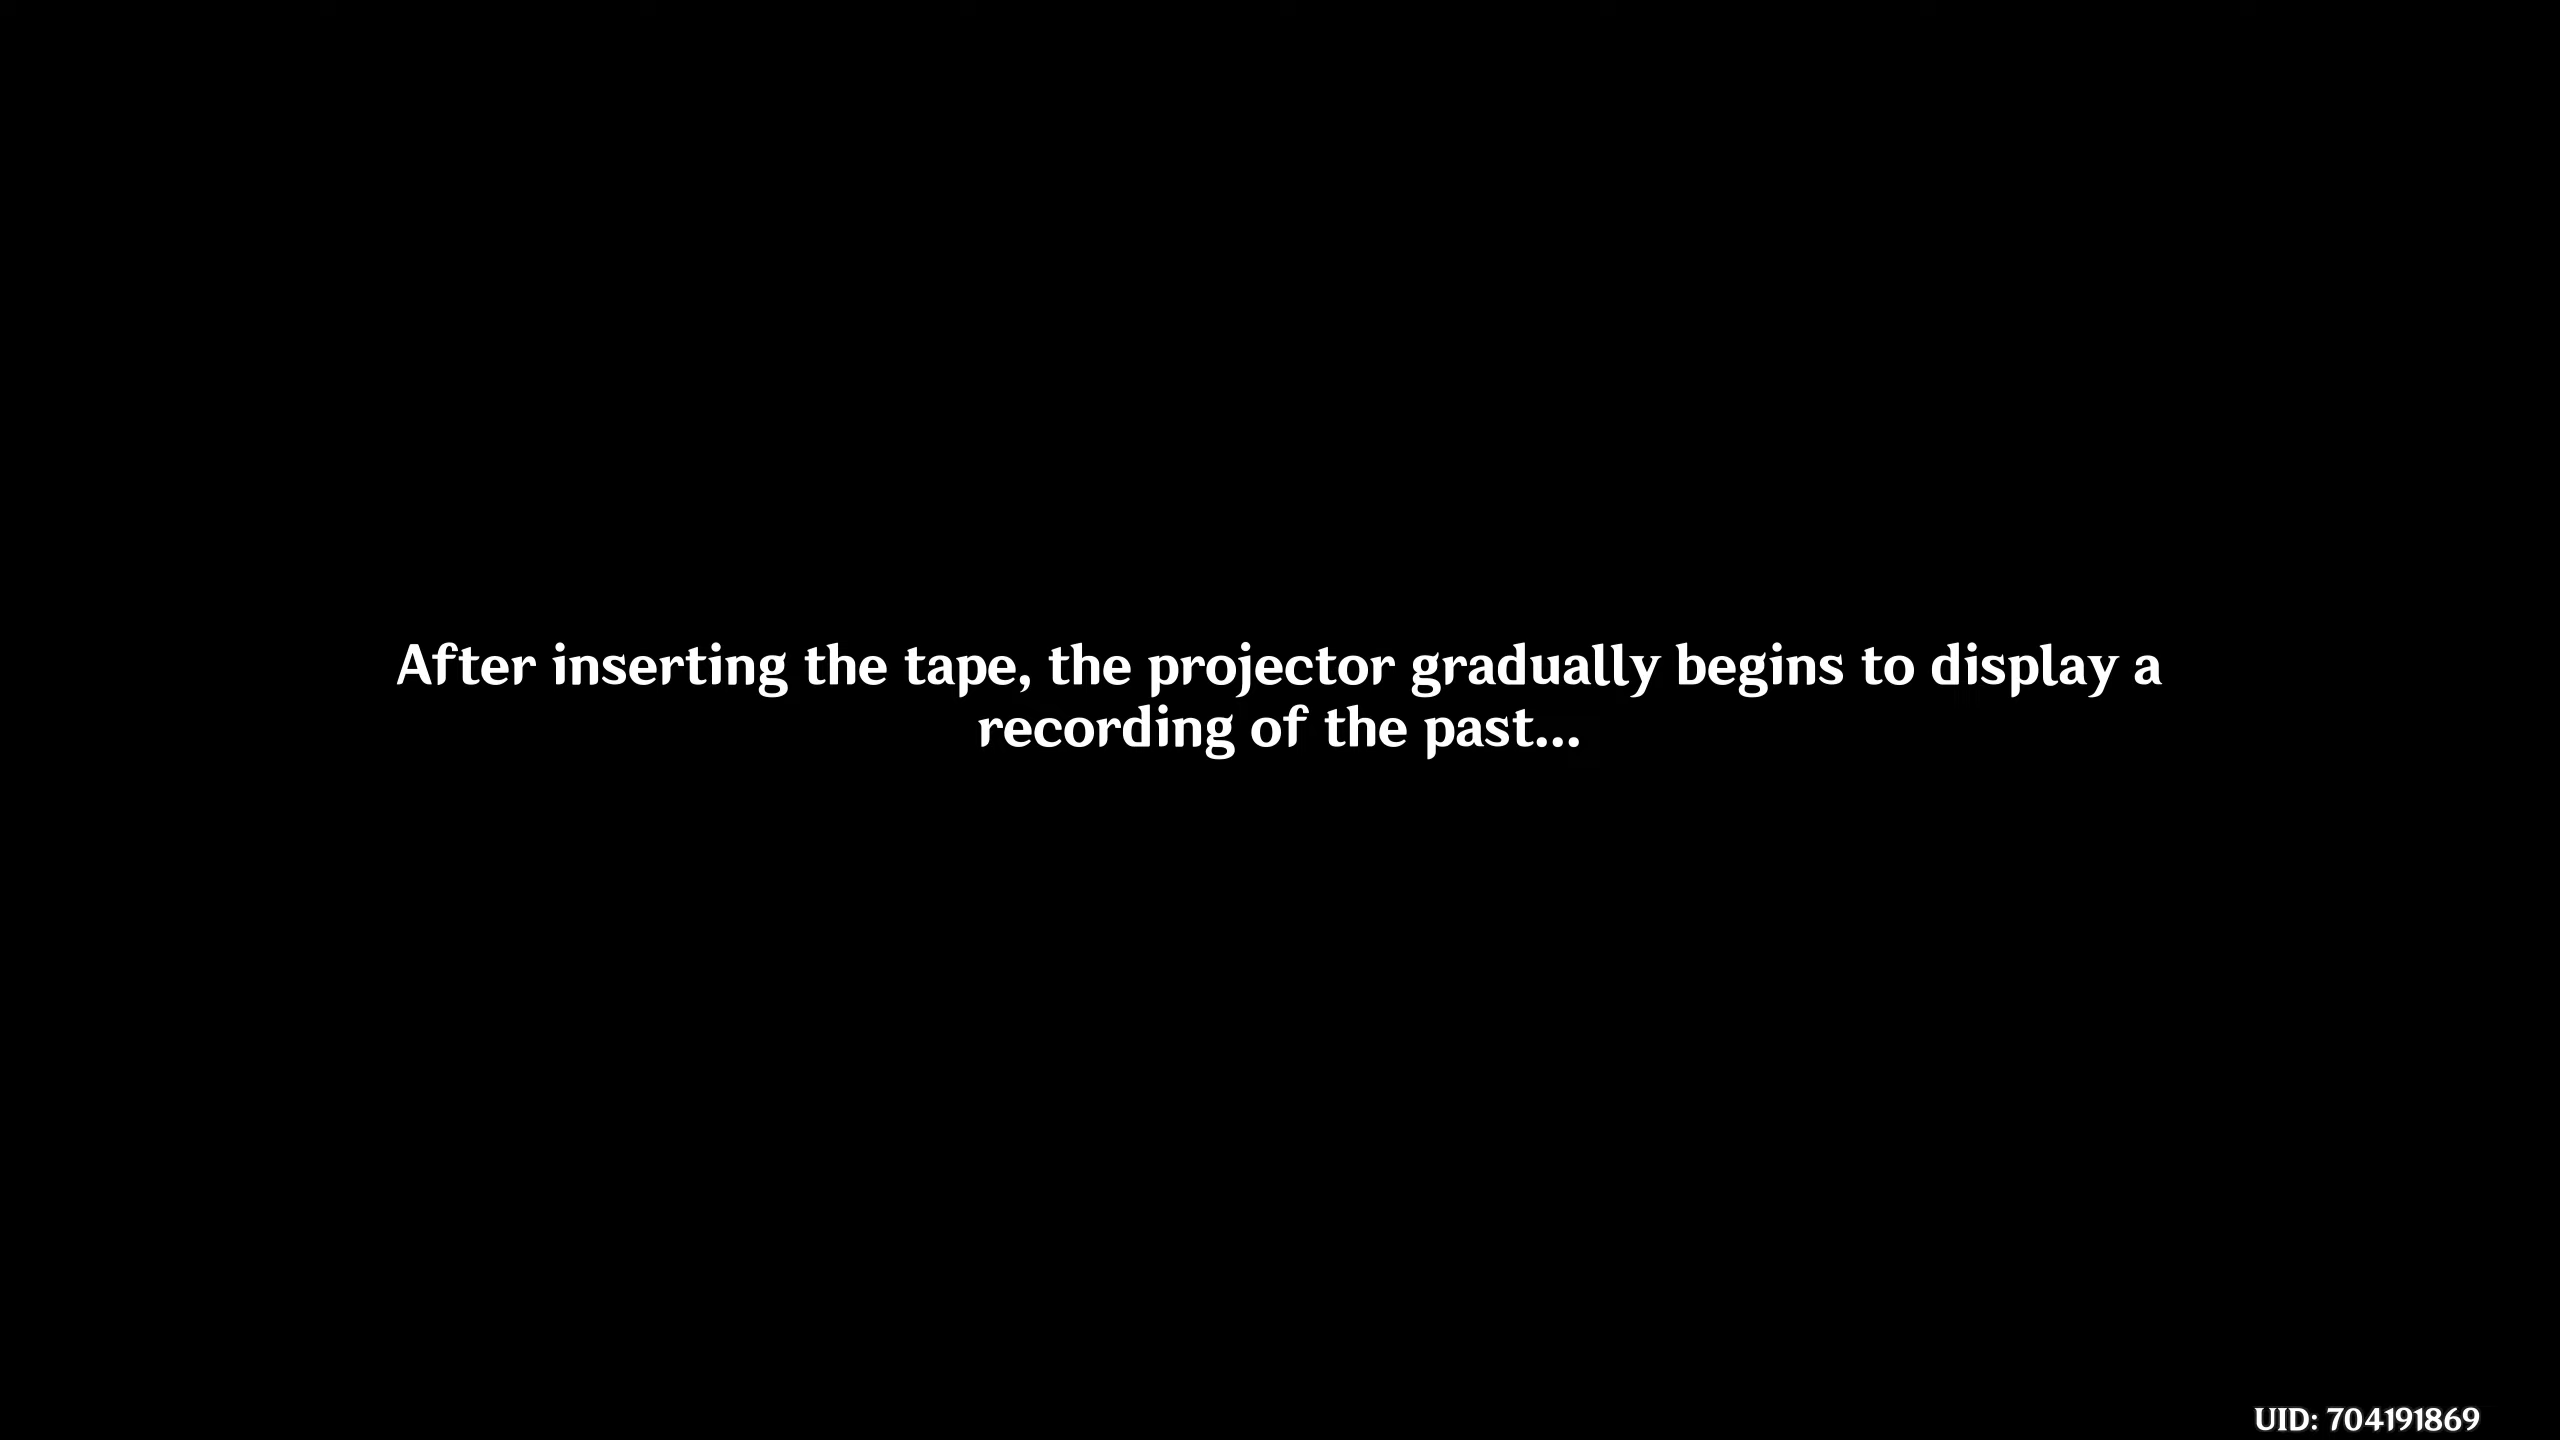 After inserting the tape, the projector gradually begins to display a
recording of the past...
UID: 704191869